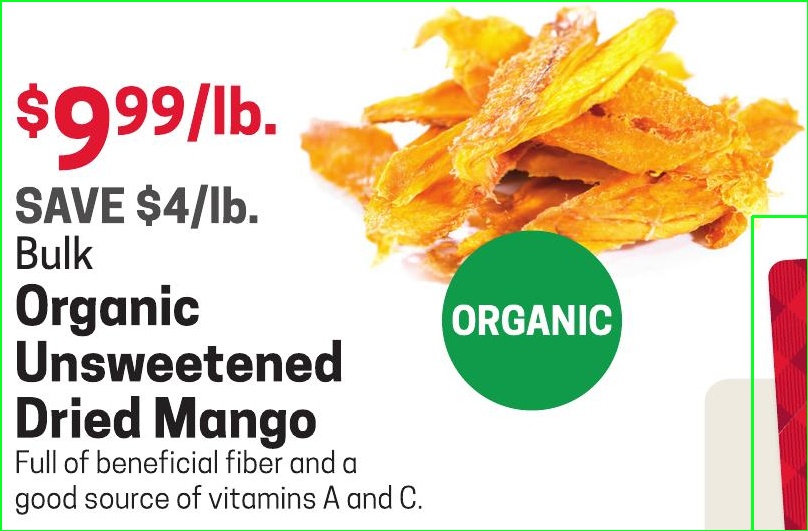 $9.99/lb.
SAVE $4/lb.
Bulk
Organic
Unsweetened
Dried Mango
Full of beneficial fiber and a
good source of vitamins A and C.
ORGANIC